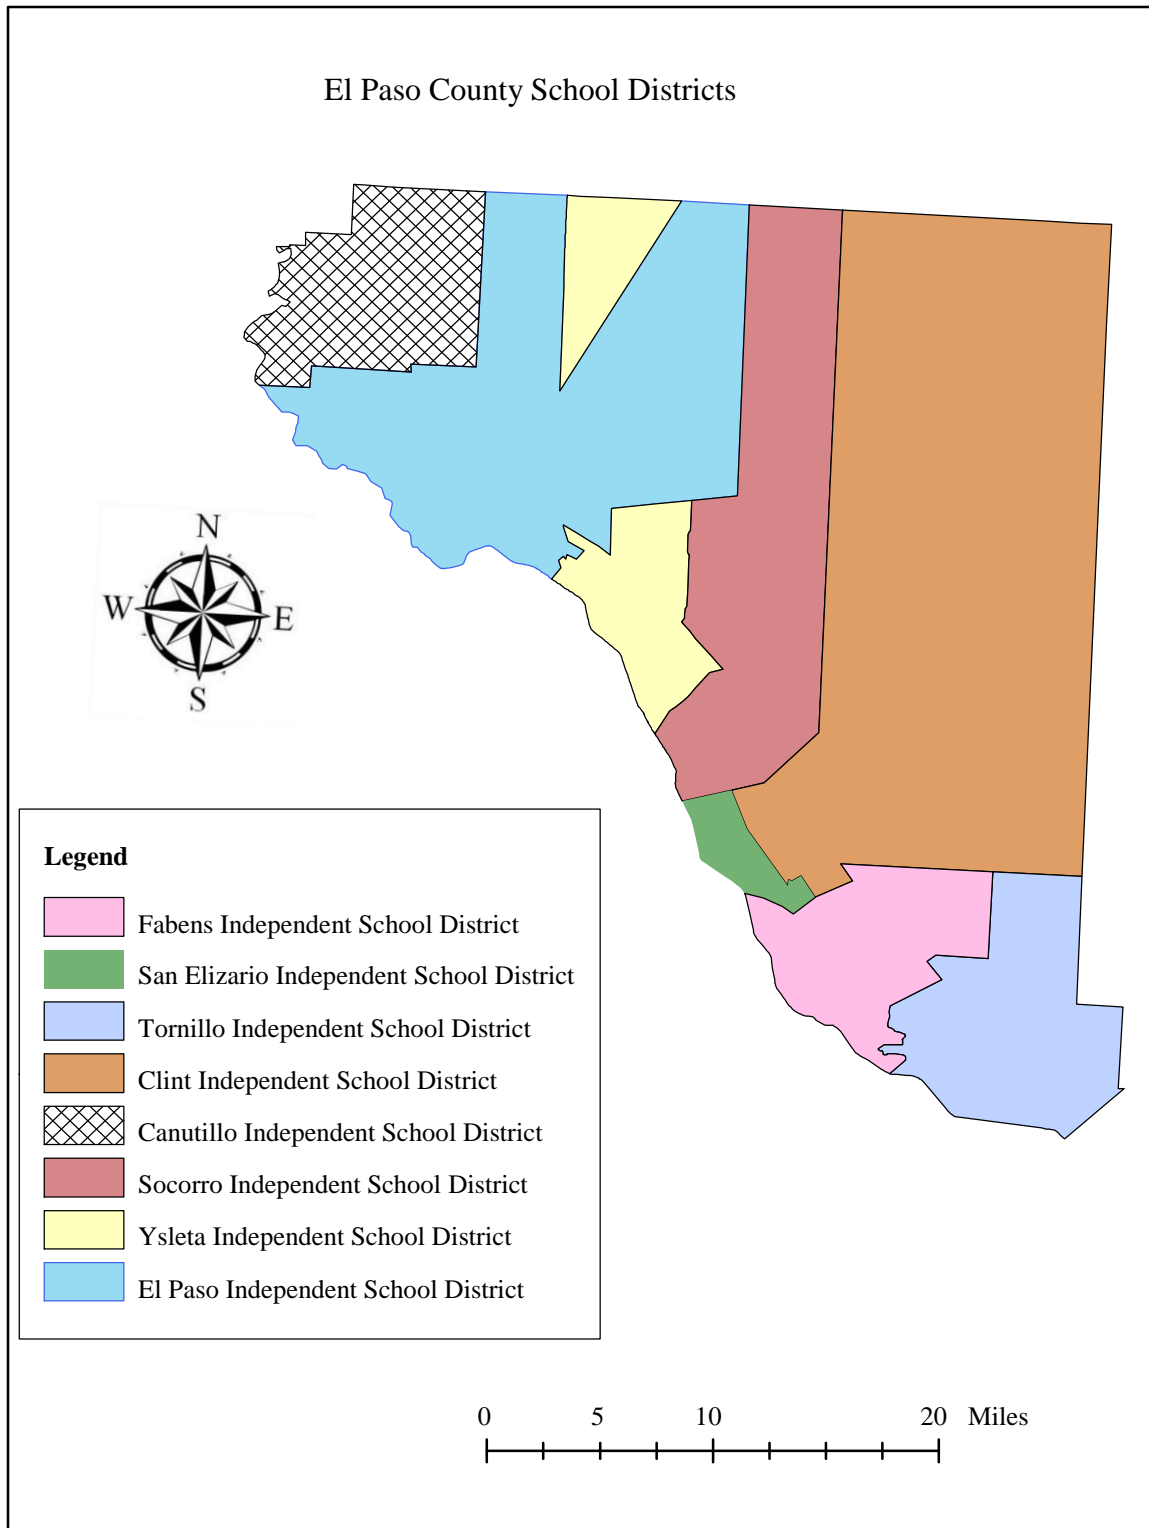 El Paso County School Districts
N
W
E
S
Legend
Fabens Independent School District
San Elizario Independent School District
Tornillo Independent School District
Clint Independent School District
Canutillo Independent School District
Socorro Independent School District
Ysleta Independent School District
El Paso Independent School District
0 5 10 20 Miles